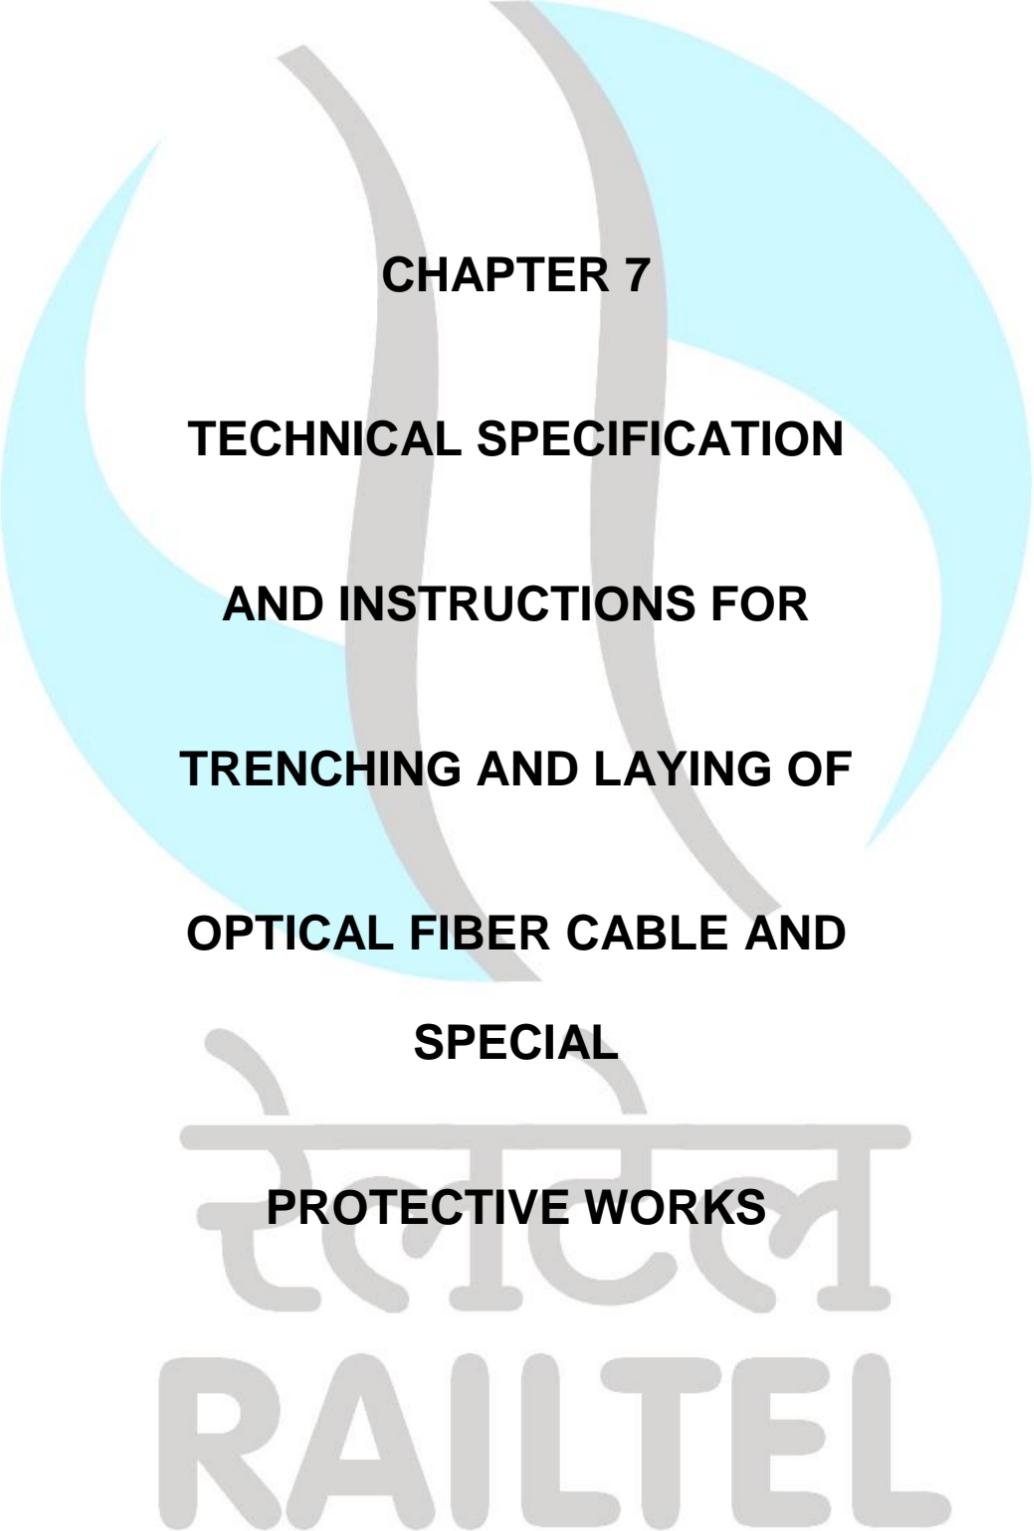 CHAPTER 7
TECHNICAL SPECIFICATION
AND INSTRUCTIONS FOR
TRENCHING AND LAYING OF
OPTICAL FIBER CABLE AND
SPECIAL
PROTECTIVE WORKS
रेलटेल
RAILTEL